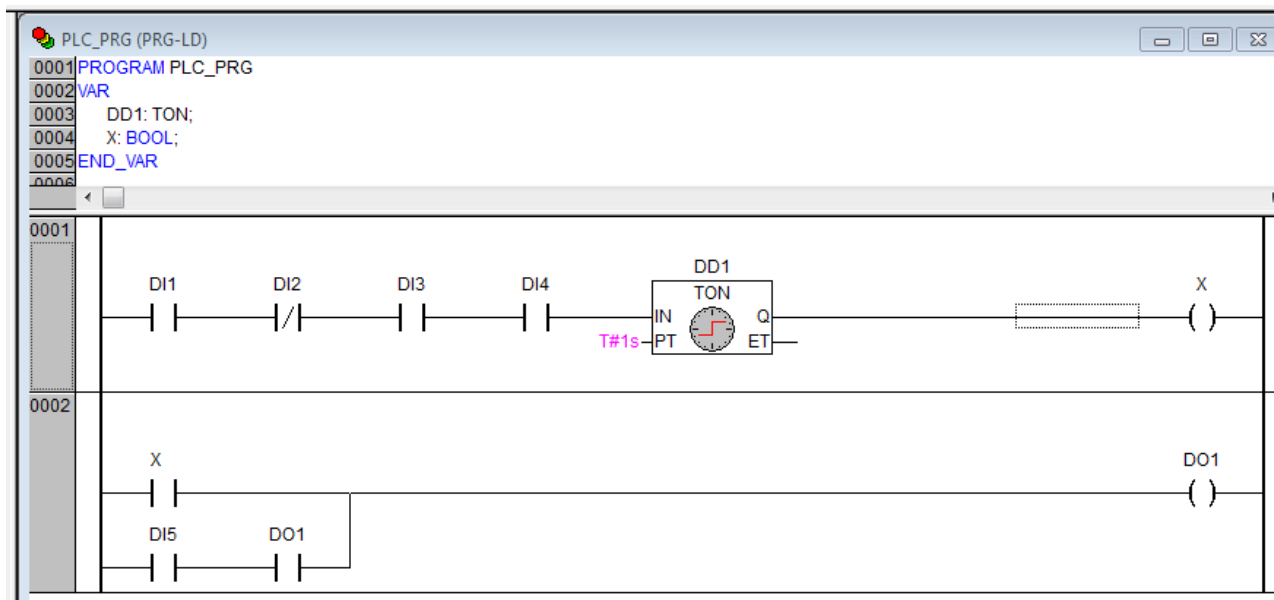 PLC_PRG (PRG-LD)
0001 PROGRAM PLC_PRG
0002 VAR
0003 DD1: TON;
0004 X: BOOL;
0005 END_VAR
0006
0001
DD1
DI1 DI2 DI3 DI4 TON X
IN Q
T#1s PT ET
0002
X DO1
DI5 DO1